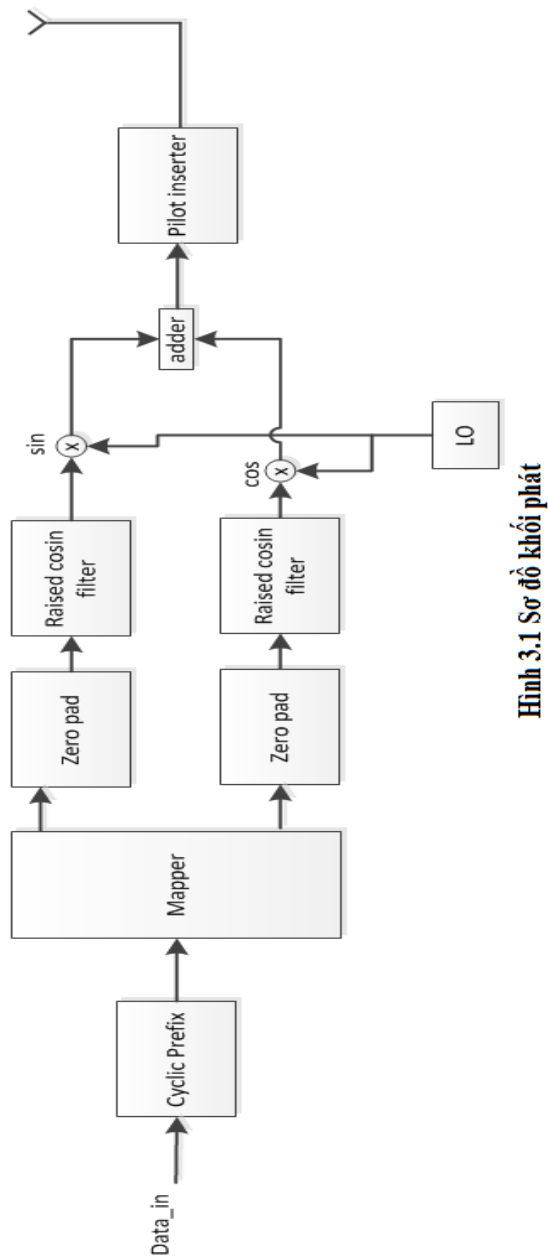 Data_in
Cyclic Prefix
Mapper
Zero pad
Raised cosin
filter
sin
x
Zero pad
Raised cosin
filter
cos
x
adder
Pilot inserter
LO
Hình 3.1 Sơ đồ khối phát